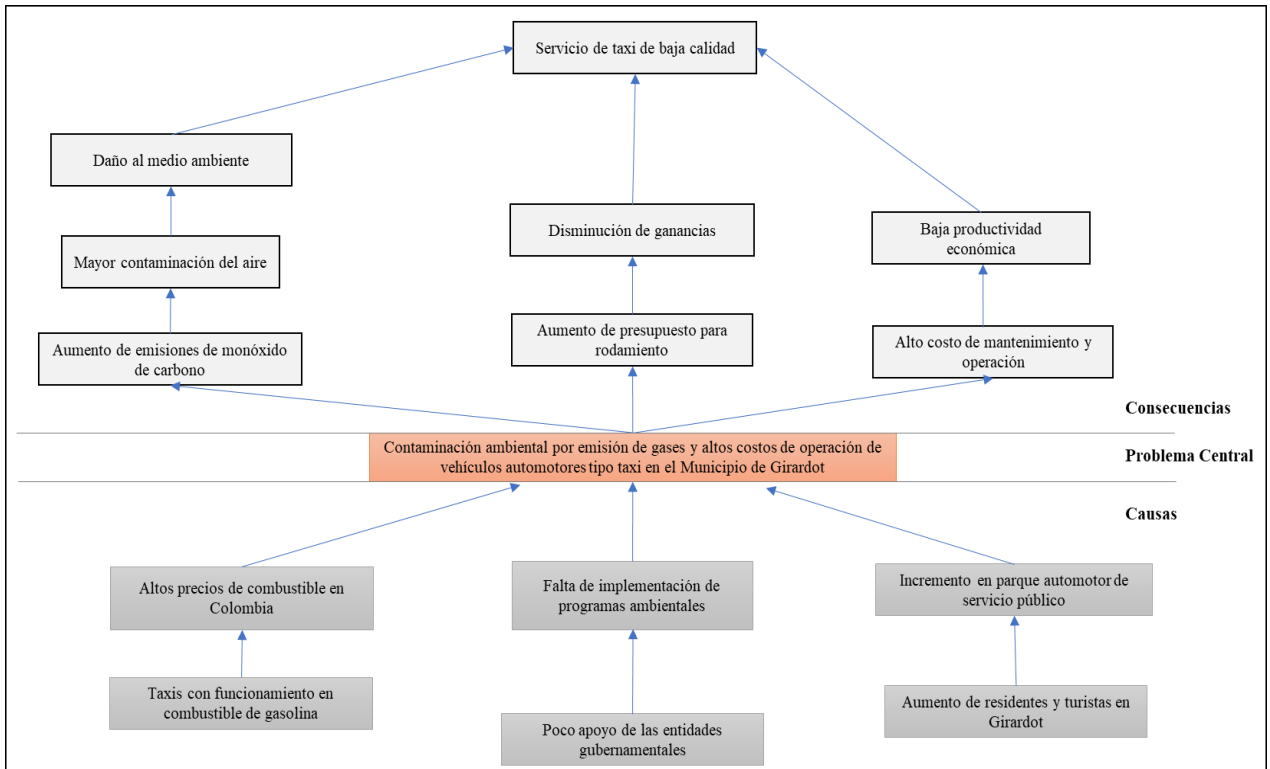 Servicio de taxi de baja calidad
Daño al medio ambiente
Disminución de ganancias
Baja productividad
económica
Mayor contaminación del aire
Aumento de emisiones de monóxido
de carbono
Aumento de presupuesto para
rodamiento
Alto costo de mantenimiento y
operación
Consecuencias
Contaminación ambiental por emisión de gases y altos costos de operación de
vehículos automotores tipo taxi en el Municipio de Girardot
Problema Central
Causas
Altos precios de combustible en
Colombia
Falta de implementación de
programas ambientales
Incremento en parque automotor de
servicio público
Taxis con funcionamiento en
combustible de gasolina
Poco apoyo de las entidades
gubernamentales
Aumento de residentes y turistas en
Girardot